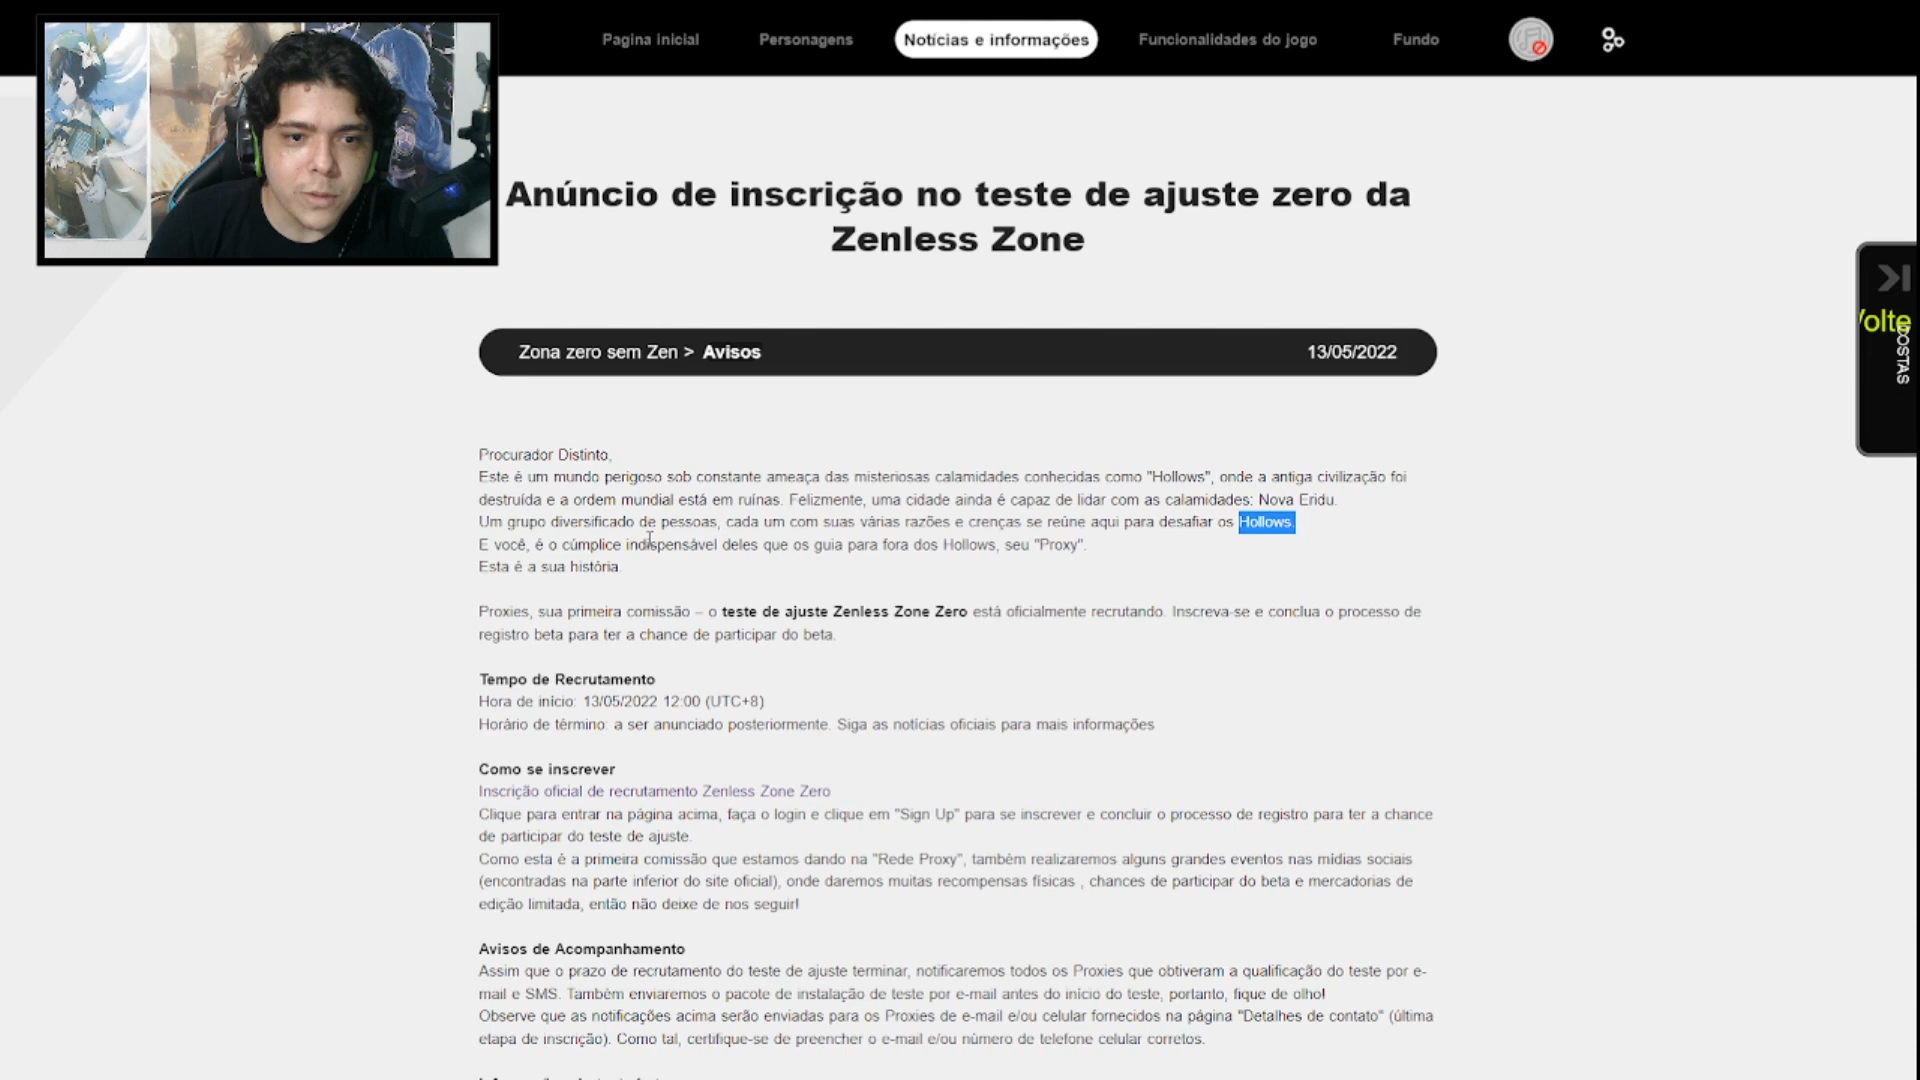 Pagina inicial
Personagens
Notícias e informações
Funcionalidades do jogo
Fundo
Anúncio de inscrição no teste de ajuste zero da
Zenless Zone
Zona zero sem Zen > Avisos
13/05/2022
Volte
COSTAS
Procurador Distinto,
Este é um mundo perigoso sob constante ameaça das misteriosas calamidades conhecidas como "Hollows", onde a antiga civilização foi
destruída e a ordem mundial está em ruínas. Felizmente, uma cidade ainda é capaz de lidar com as calamidades: Nova Eridu.
Um grupo diversificado de pessoas, cada um com suas várias razões e crenças se reúne aqui para desafiar os Hollows.
E você, é o cúmplice indispensável deles que os guia para fora dos Hollows, seu "Proxy".
Esta é a sua história.
Proxies, sua primeira comissão – o teste de ajuste Zenless Zone Zero está oficialmente recrutando. Inscreva-se e conclua o processo de
registro beta para ter a chance de participar do beta.
Tempo de Recrutamento
Hora de início: 13/05/2022 12:00 (UTC+8)
Horário de término: a ser anunciado posteriormente. Siga as notícias oficiais para mais informações
Como se inscrever
Inscrição oficial de recrutamento Zenless Zone Zero
Clique para entrar na página acima, faça o login e clique em "Sign Up" para se inscrever e concluir o processo de registro para ter a chance
de participar do teste de ajuste.
Como esta é a primeira comissão que estamos dando na "Rede Proxy", também realizaremos alguns grandes eventos nas mídias sociais
(encontradas na parte inferior do site oficial), onde daremos muitas recompensas físicas , chances de participar do beta e mercadorias de
edição limitada, então não deixe de nos seguir!
Avisos de Acompanhamento
Assim que o prazo de recrutamento do teste de ajuste terminar, notificaremos todos os Proxies que obtiveram a qualificação do teste por e-
mail e SMS. Também enviaremos o pacote de instalação de teste por e-mail antes do início do teste, portanto, fique de olho!
Observe que as notificações acima serão enviadas para os Proxies de e-mail e/ou celular fornecidos na página "Detalhes de contato" (última
etapa de inscrição). Como tal, certifique-se de preencher o e-mail e/ou número de telefone celular corretos.